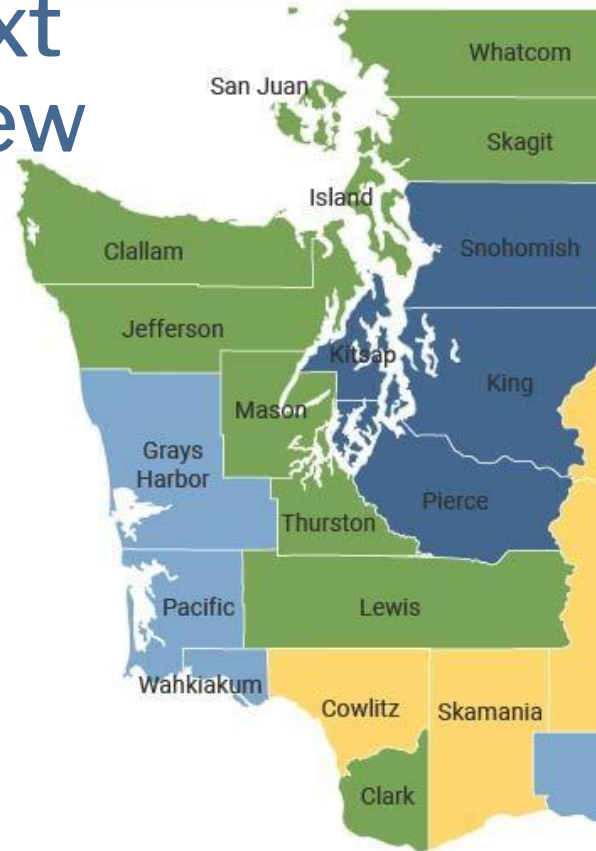 xt
ew
Whatcom
San Juan
Skagit
Island
Snohomish
Clallam
Jefferson
Kitsap
King
Mason
Grays
Harbor
Pierce
Thurston
Pacific
Lewis
Wahkiakum
Cowlitz
Skamania
Clark